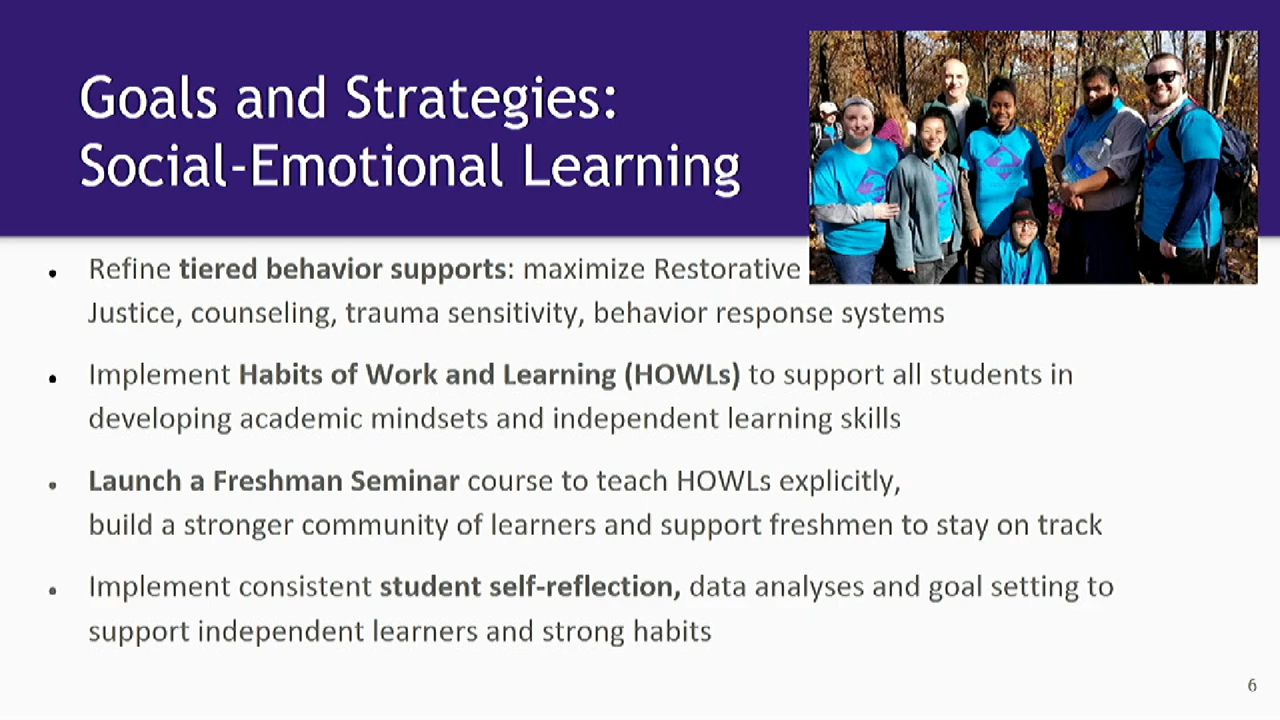 Goals and Strategies:
Social-Emotional Learning
• Refine tiered behavior supports: maximize Restorative
Justice, counseling, trauma sensitivity, behavior response systems
• Implement Habits of Work and Learning (HOWLs) to support all students in
developing academic mindsets and independent learning skills
• Launch a Freshman Seminar course to teach HOWLs explicitly,
build a stronger community of learners and support freshmen to stay on track
• Implement consistent student self-reflection, data analyses and goal setting to
support independent learners and strong habits
6